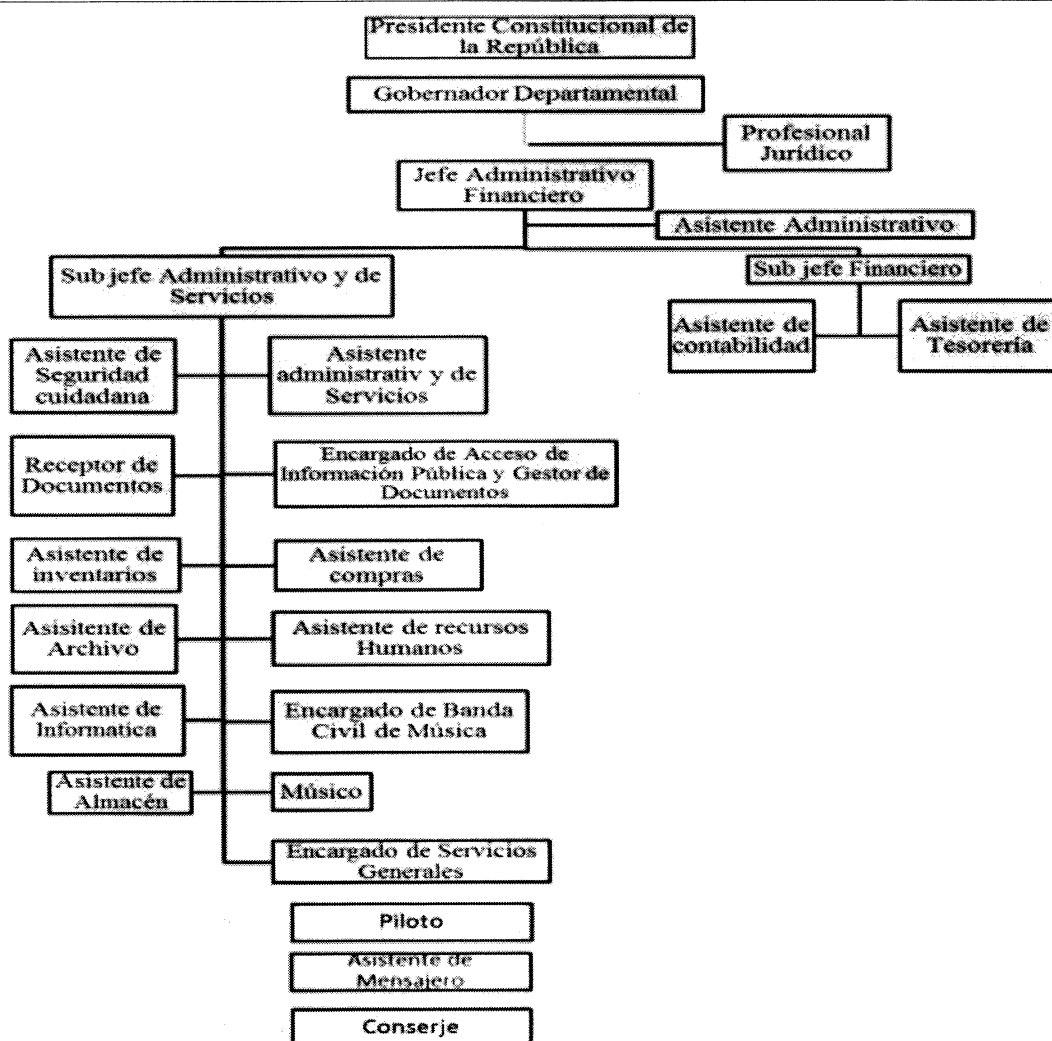 Presidente Constitucional de
la República
Gobernador Departamental
Profesional
Jurídico
Jefe Administrativo
Financiero
Asistente Administrativo
Sub jefe Administrativo y de
Servicios
Sub jefe Financiero
Asistente de
contabilidad
Asistente de
Tesorería
Asistente de
Seguridad
cuidadana
Asistente
administrativ y de
Servicios
Receptor de
Documentos
Encargado de Acceso de
Información Pública y Gestor de
Documentos
Asistente de
inventarios
Asistente de
compras
Asisitente de
Archivo
Asistente de recursos
Humanos
Asistente de
Informatica
Encargado de Banda
Civil de Música
Asistente de
Almacén
Músico
Encargado de Servicios
Generales
Piloto
Asistente de
Mensajero
Conserje